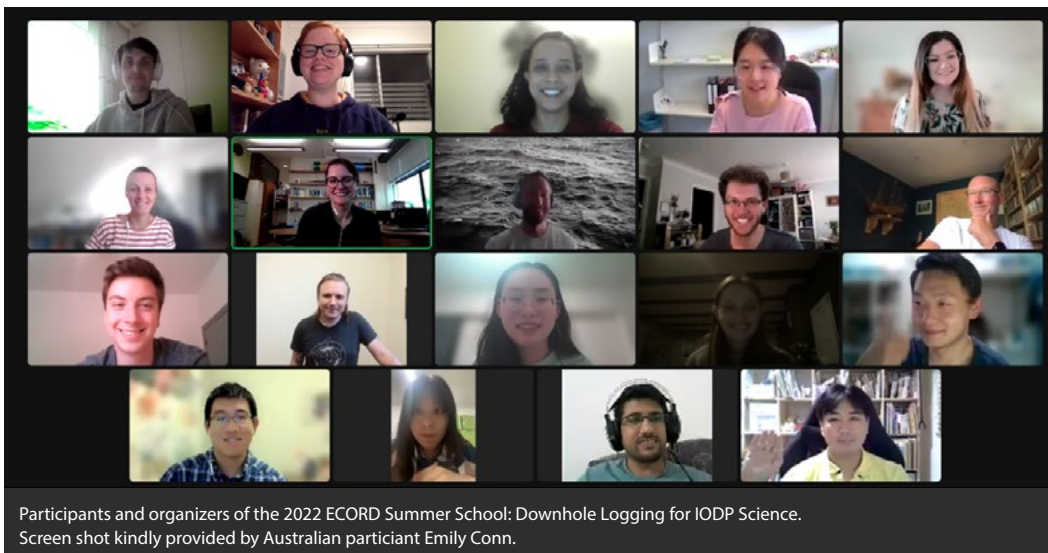 Participants and organizers of the 2022 ECORD Summer School: Downhole Logging for IODP Science.
Screen shot kindly provided by Australian particiant Emily Conn.